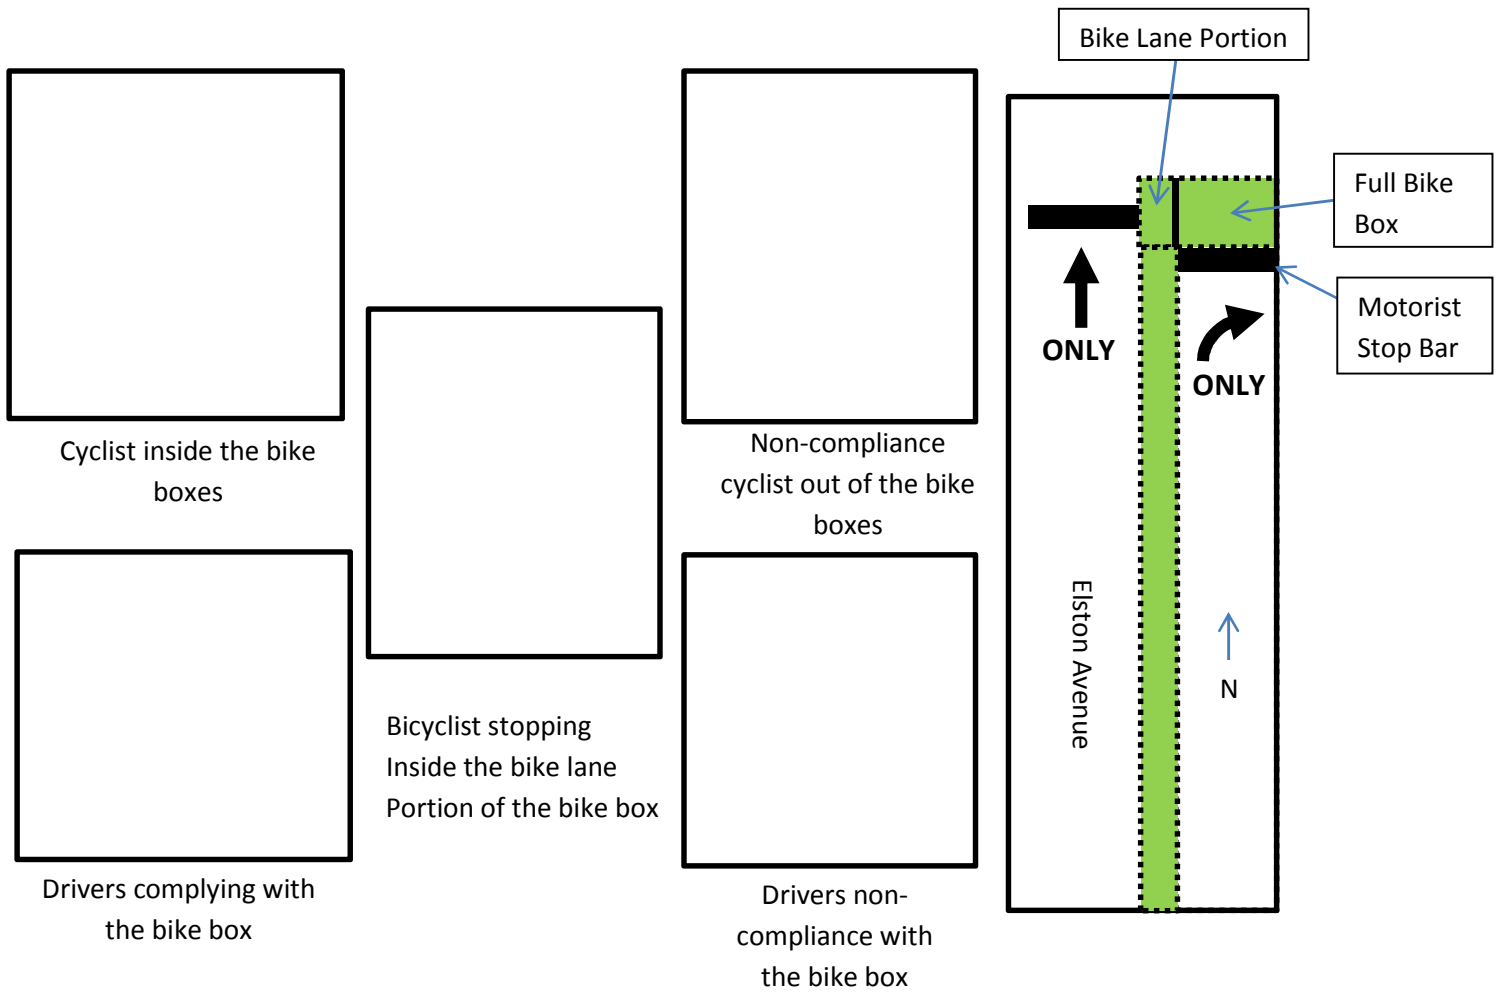 Bike Lane Portion
Cyclist inside the bike
boxes
Non-compliance
cyclist out of the bike
boxes
Bicyclist stopping
Inside the bike lane
Portion of the bike box
Drivers complying with
the bike box
Drivers non-
compliance with
the bike box
Full Bike
Box
Motorist
Stop Bar
ONLY
ONLY
Elston Avenue
N